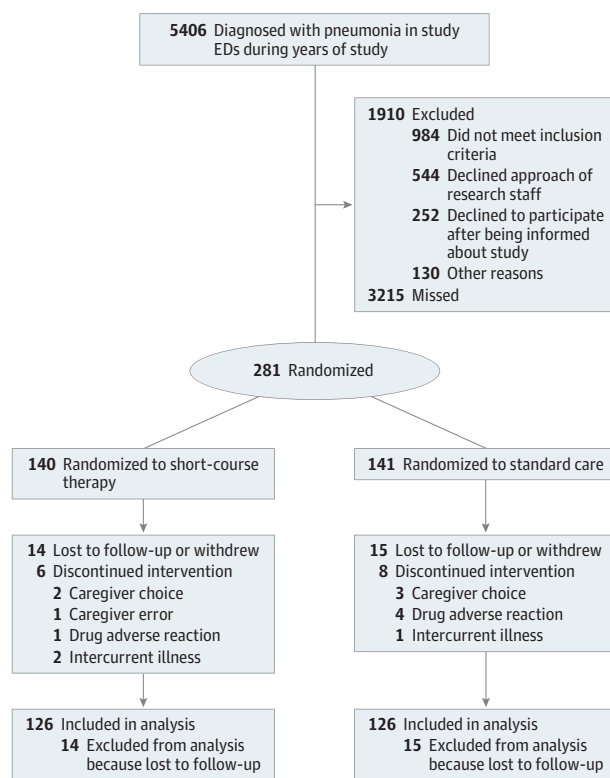 5406 Diagnosed with pneumonia in study
EDs during years of study
1910 Excluded
984 Did not meet inclusion
criteria
544 Declined approach of
research staff
252 Declined to participate
after being informed
about study
130 Other reasons
3215 Missed
281 Randomized
140 Randomized to short-course
therapy
141 Randomized to standard care
14 Lost to follow-up or withdrew
6 Discontinued intervention
2 Caregiver choice
1 Caregiver error
1 Drug adverse reaction
2 Intercurrent illness
15 Lost to follow-up or withdrew
8 Discontinued intervention
3 Caregiver choice
4 Drug adverse reaction
1 Intercurrent illness
126 Included in analysis
14 Excluded from analysis
because lost to follow-up
126 Included in analysis
15 Excluded from analysis
because lost to follow-up